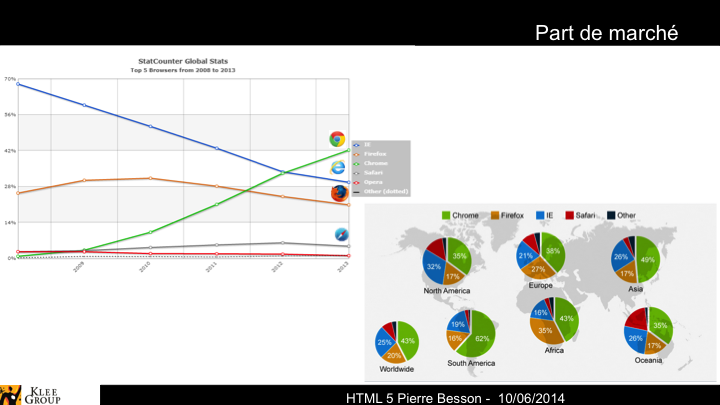 Part de marché
StatCounter Global Stats
Top 5 Browsers from 2008 to 2013
70%
56%
42%
28%
14%
0%
2009
2010
2011
2012
2013
IE
Firefox
Chrome
Safari
Opera
Other (dotted)
Chrome Firefox IE Safari Other
35%
32%
17%
North America
38%
21%
27%
Europe
49%
26%
17%
Asia
43%
25%
20%
Worldwide
62%
19%
16%
South America
43%
16%
35%
Africa
35%
26%
17%
Oceania
KLEE
GROUP
HTML 5 Pierre Besson - 10/06/2014